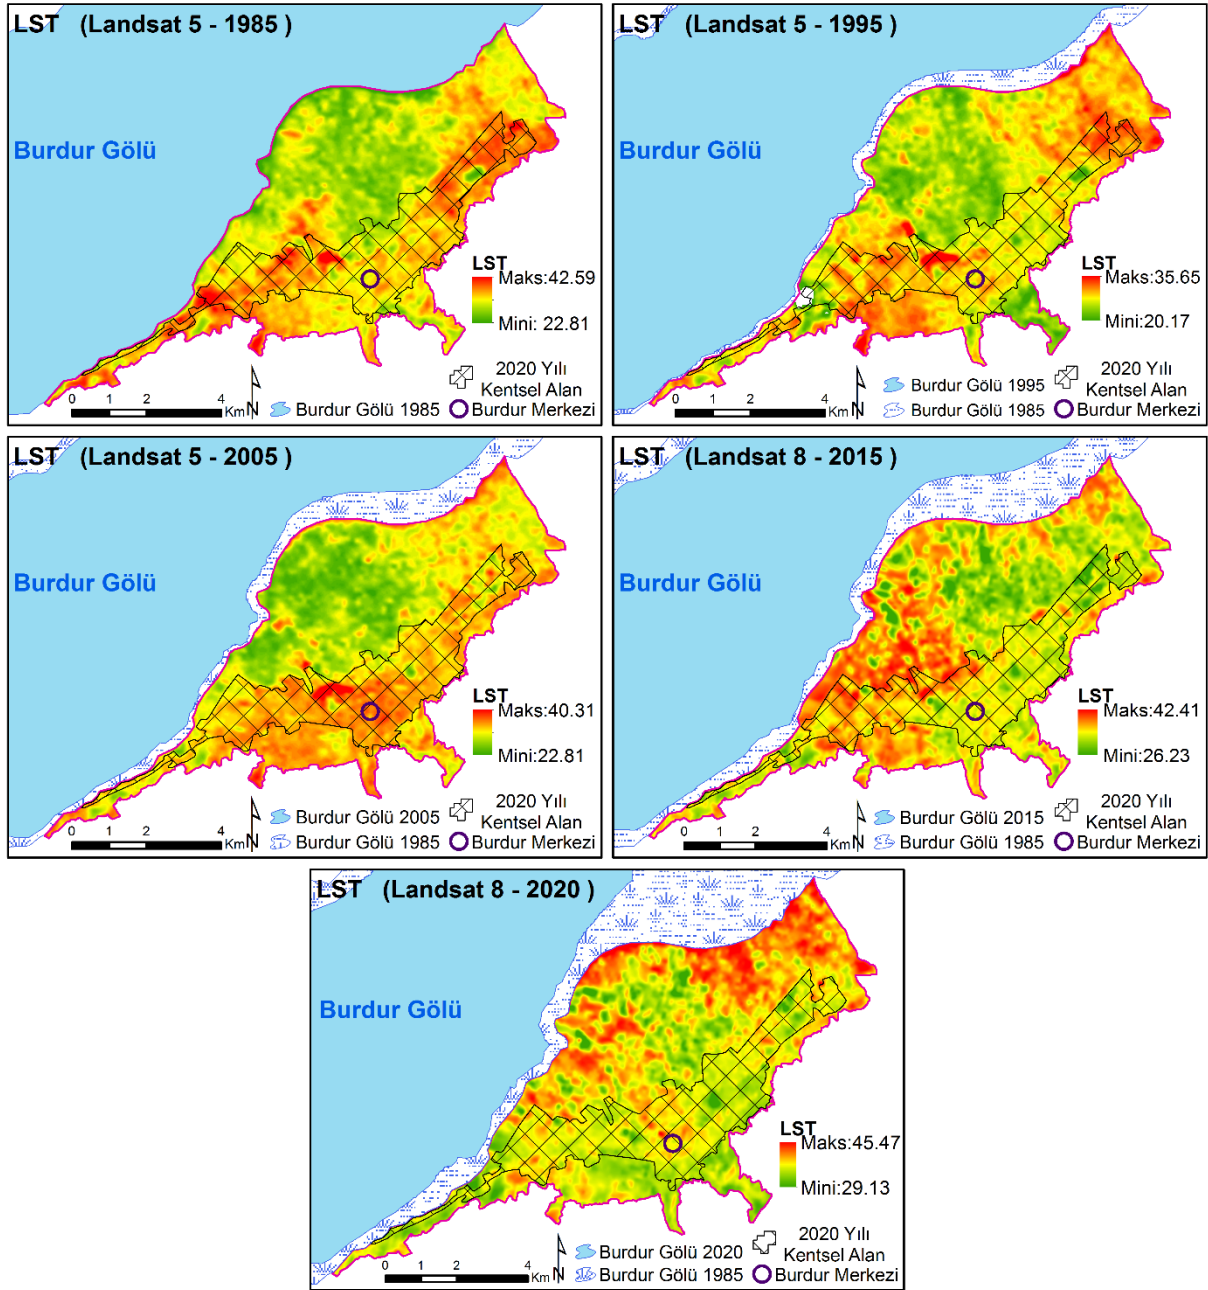 LST (Landsat 5 - 1985 )
Burdur Gölü
LST
Maks:42.59
Mini: 22.81
2020 Yılı
Kentsel Alan
0 1 2 4
Km
N
Burdur Gölü 1985
Burdur Merkezi
LST (Landsat 5 - 1995 )
Burdur Gölü
LST
Maks:35.65
Mini:20.17
2020 Yılı
Kentsel Alan
Burdur Gölü 1995
0 1 2 4
Km
N
Burdur Gölü 1985
Burdur Merkezi
LST (Landsat 5 - 2005 )
Burdur Gölü
LST
Maks:40.31
Mini:22.81
2020 Yılı
Kentsel Alan
Burdur Gölü 2005
0 1 2 4
Km
N
Burdur Gölü 1985
Burdur Merkezi
LST (Landsat 8 - 2015 )
Burdur Gölü
LST
Maks:42.41
Mini:26.23
2020 Yılı
Kentsel Alan
Burdur Gölü 2015
0 1 2 4
Km
N
Burdur Gölü 1985
Burdur Merkezi
LST (Landsat 8 - 2020 )
Burdur Gölü
LST
Maks:45.47
Mini:29.13
2020 Yılı
Kentsel Alan
Burdur Gölü 2020
0 1 2 4
Km
N
Burdur Gölü 1985
Burdur Merkezi